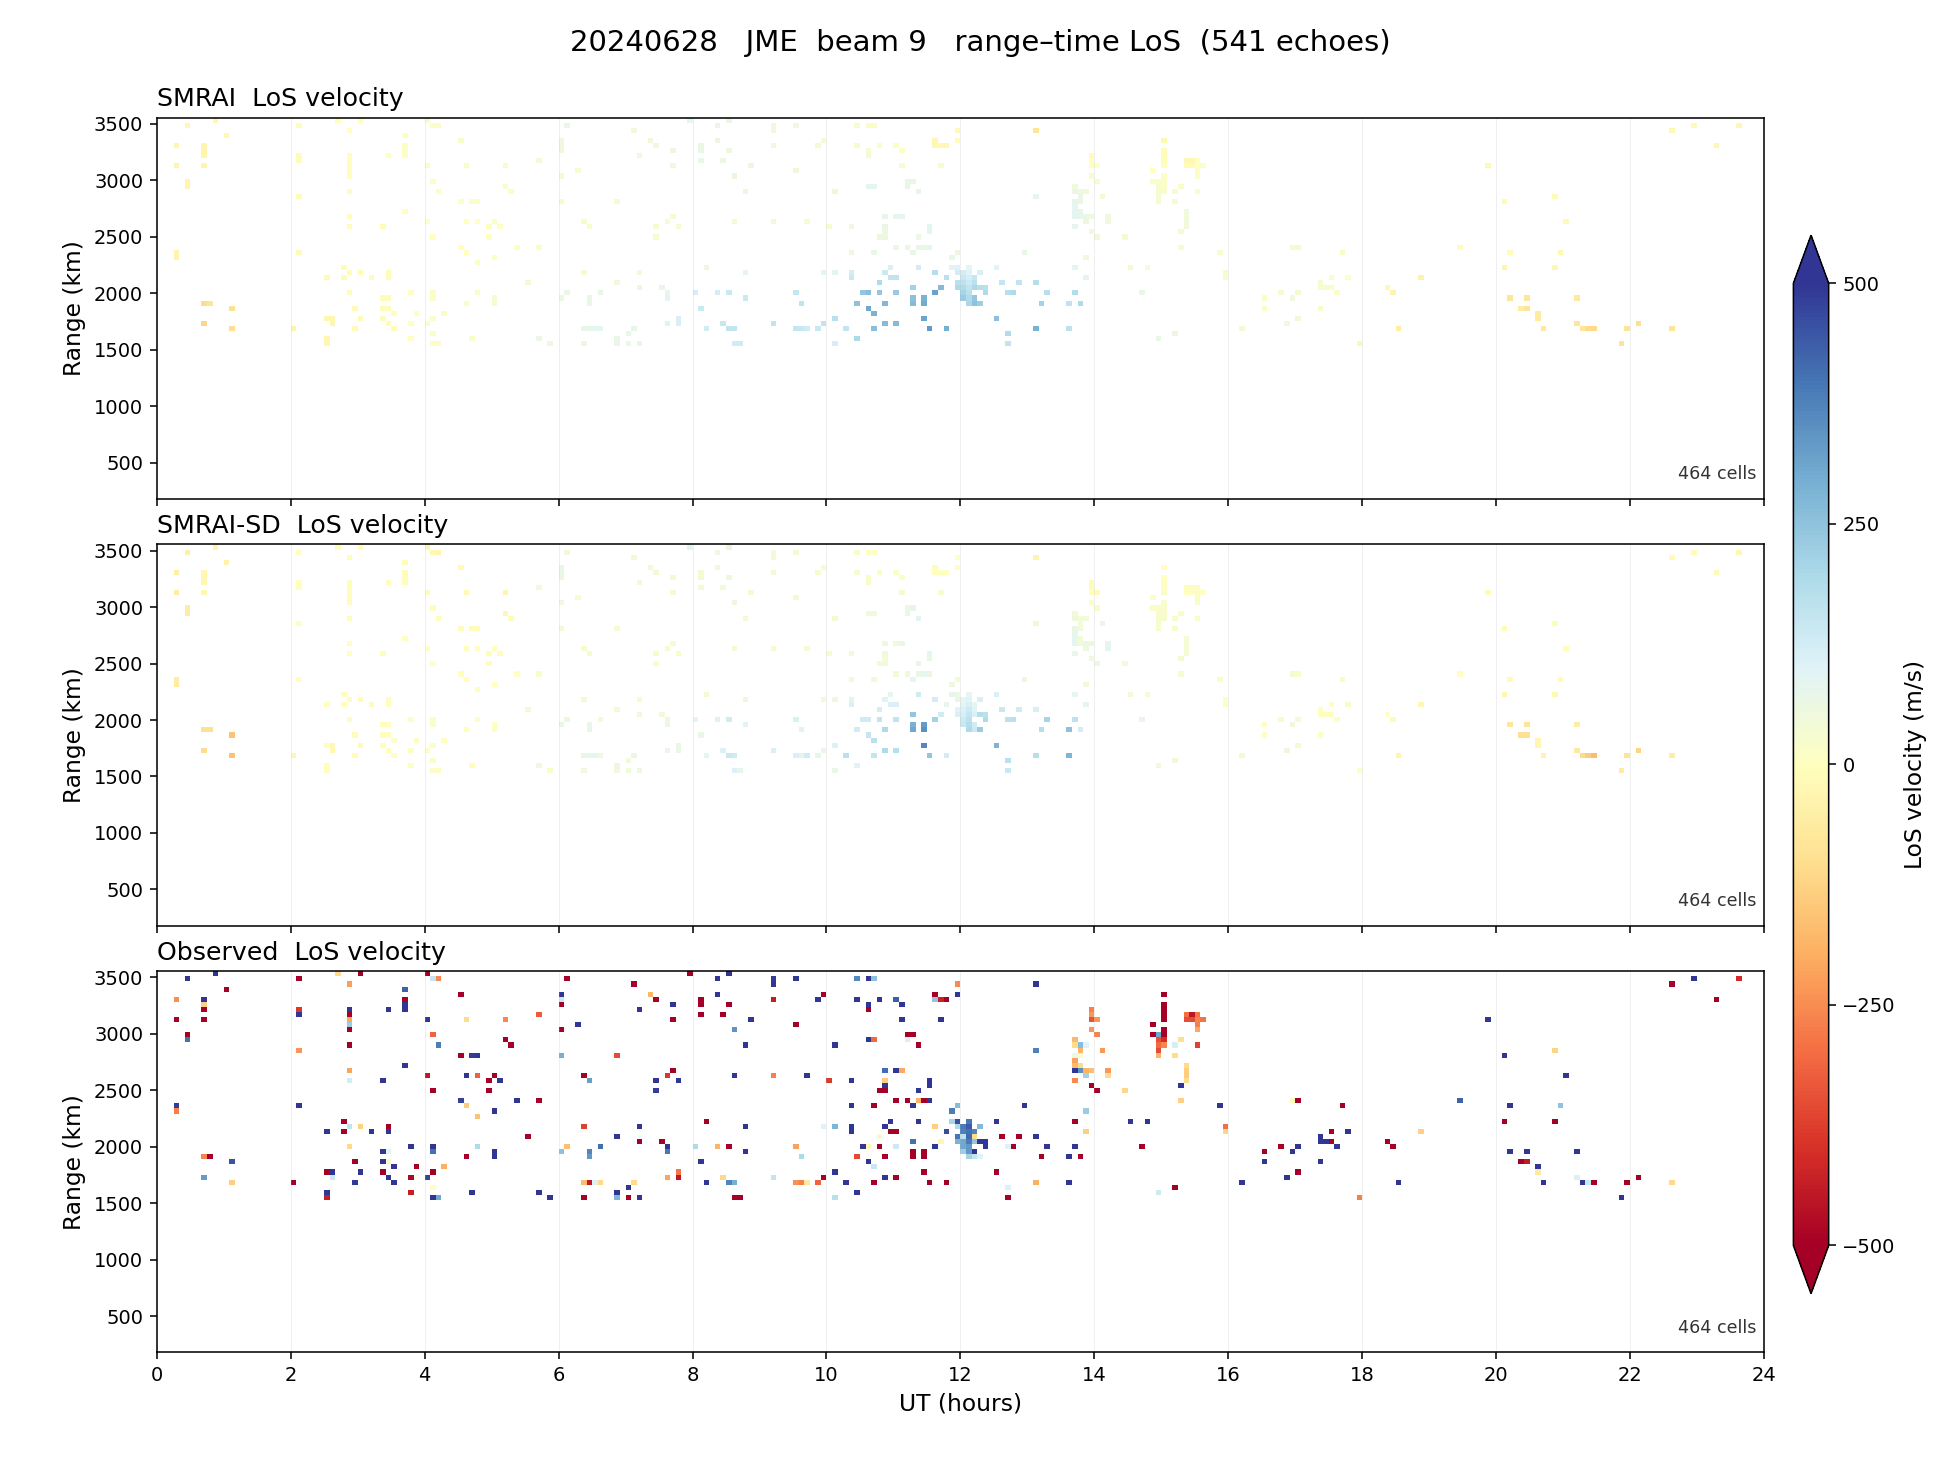 20240628   JME  beam 9   range–time LoS  (541 echoes)
SMRAI  LoS velocity
3500
3000
2500
2000
1500
1000
500
Range (km)
464 cells
SMRAI-SD  LoS velocity
3500
3000
2500
2000
1500
1000
500
Range (km)
464 cells
Observed  LoS velocity
3500
3000
2500
2000
1500
1000
500
Range (km)
464 cells
0 2 4 6 8 10 12 14 16 18 20 22 24
UT (hours)
500
250
0
−250
−500
LoS velocity (m/s)